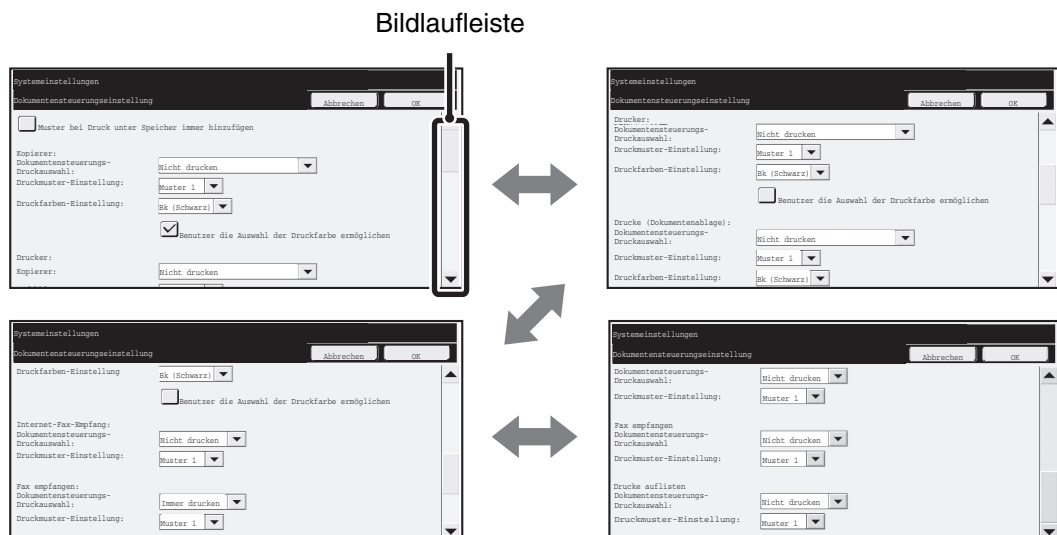 Bildlaufleiste
Systemeinstellungen
Dokumentensteuerungseinstellung
Abbrechen
OK
Muster bei Druck unter Speicher immer hinzufügen
Kopierer:
Dokumentensteuerungs-
Druckauswahl:
Nicht drucken
Druckmuster-Einstellung:
Muster 1
Druckfarben-Einstellung:
Bk (Schwarz)
Benutzer die Auswahl der Druckfarbe ermöglichen
Drucker:
Kopierer:
Nicht drucken
Systemeinstellungen
Dokumentensteuerungseinstellung
Abbrechen
OK
Drucker:
Dokumentensteuerungs-
Druckauswahl:
Nicht drucken
Druckmuster-Einstellung:
Muster 1
Druckfarben-Einstellung:
Bk (Schwarz)
Benutzer die Auswahl der Druckfarbe ermöglichen
Drucke (Dokumentenablage):
Dokumentensteuerungs-
Druckauswahl:
Nicht drucken
Druckmuster-Einstellung:
Muster 1
Druckfarben-Einstellung:
Bk (Schwarz)
Systemeinstellungen
Dokumentensteuerungseinstellung
Abbrechen
OK
Druckfarben-Einstellung
Bk (Schwarz)
Benutzer die Auswahl der Druckfarbe ermöglichen
Internet-Fax-Empfang:
Dokumentensteuerungs-
Druckauswahl:
Nicht drucken
Druckmuster-Einstellung:
Muster 1
Fax empfangen:
Dokumentensteuerungs-
Druckauswahl:
Immer drucken
Druckmuster-Einstellung:
Muster 1
Systemeinstellungen
Dokumentensteuerungseinstellung
Abbrechen
OK
Dokumentensteuerungs-
Druckauswahl:
Nicht drucken
Druckmuster-Einstellung:
Muster 1
Fax empfangen
Dokumentensteuerungs-
Druckauswahl
Nicht drucken
Druckmuster-Einstellung:
Muster 1
Drucke auflisten
Dokumentensteuerungs-
Druckauswahl:
Nicht drucken
Druckmuster-Einstellung:
Muster 1